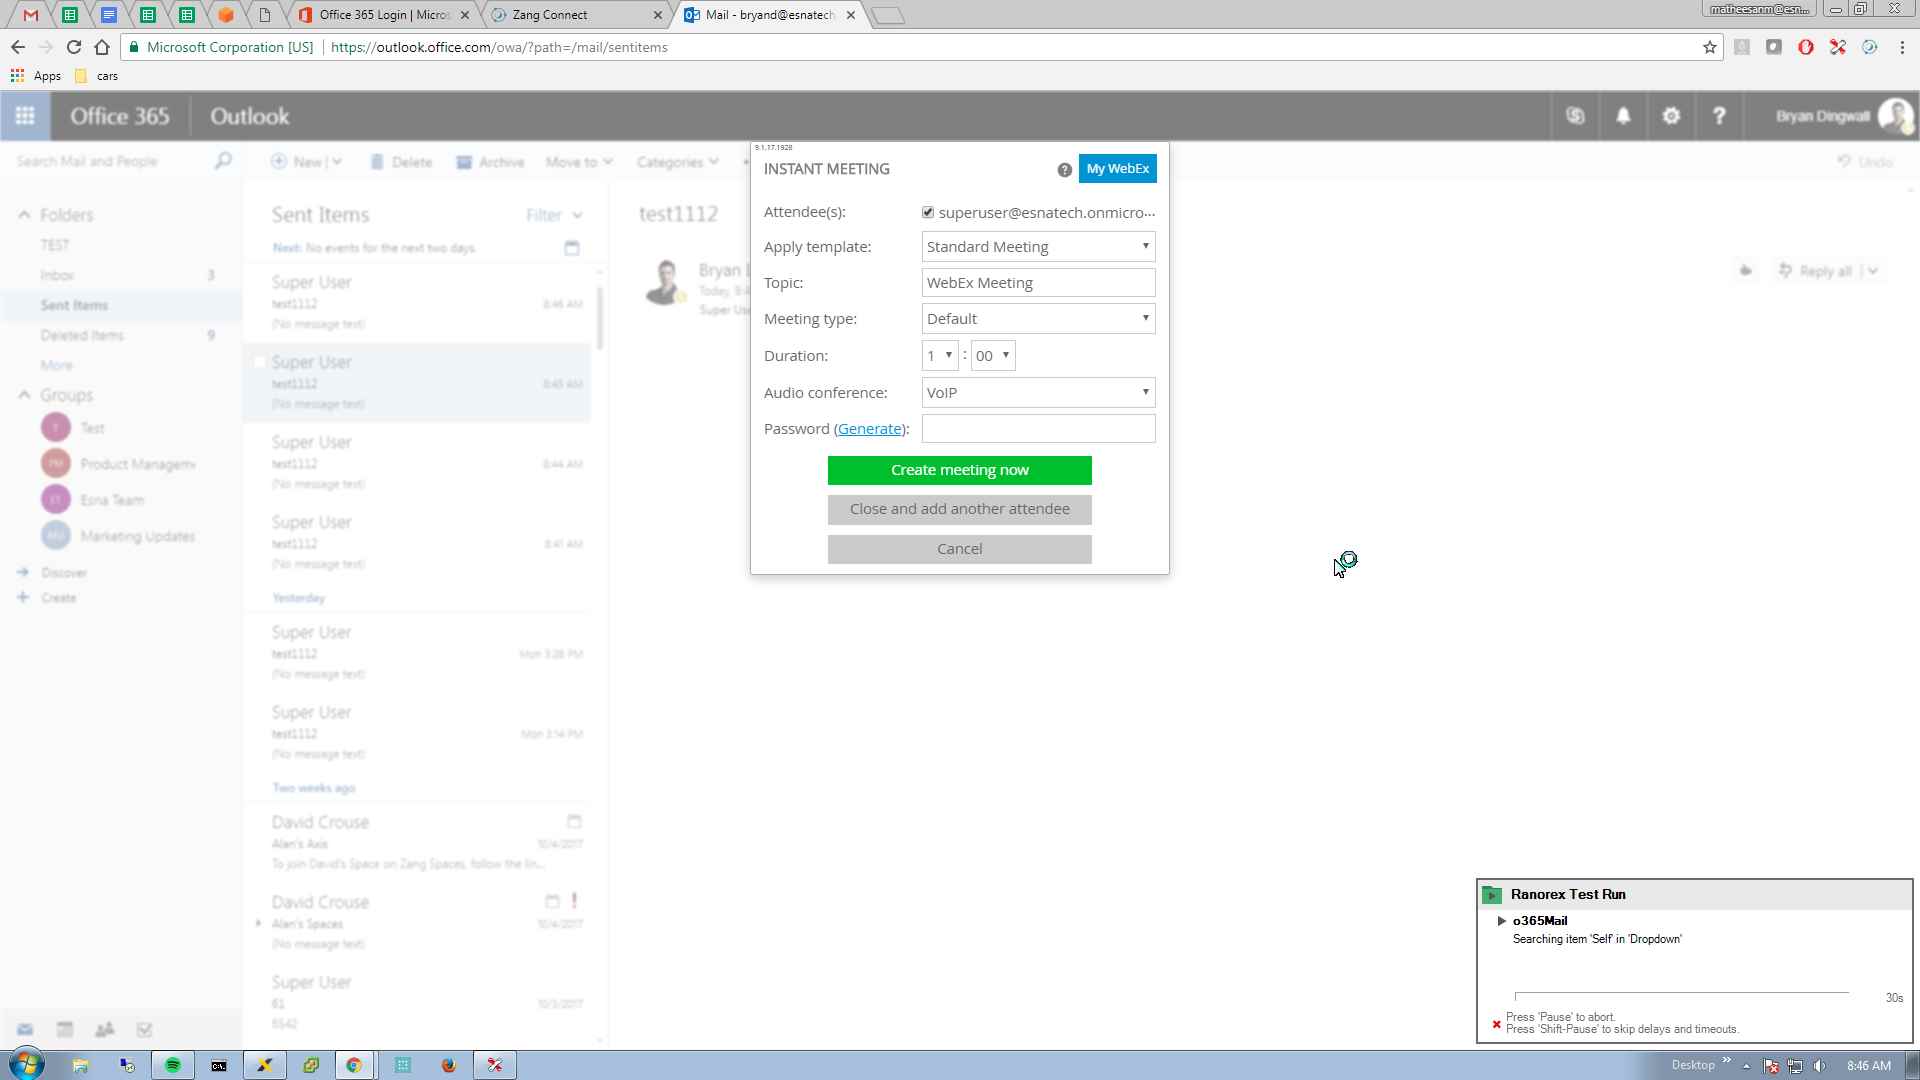 Office 365 Login | Micros
Zang Connect
Mail - bryand@esnatech.
matheesanm@esn...
Microsoft Corporation [US]
https://outlook.office.com/owa/?path=/mail/sentitems
Apps
cars
Office 365
Outlook
Bryan Dingwall
Search Mail and People
New
Delete
Archive
Move to
Categories
Undo
Folders
TEST
Inbox 3
Sent Items
Deleted Items 9
More
Groups
T Test
PM Product Managem
ET Esna Team
MU Marketing Updates
Discover
Create
Sent Items
Filter
Next: No events for the next two days.
Super User
test1112 8:46 AM
(No message text)
Super User
test1112 8:45 AM
(No message text)
Super User
test1112 8:44 AM
(No message text)
Super User
test1112 8:41 AM
(No message text)
Yesterday
Super User
test1112 Mon 3:28 PM
(No message text)
Super User
test1112 Mon 3:14 PM
(No message text)
Two weeks ago
David Crouse
Alan's Axis 10/4/2017
To join David's Space on Zang Spaces, follow the lin...
David Crouse
Alan's Spaces 10/4/2017
(No message text)
Super User
61 10/3/2017
5542
test1112
Bryan
Today, 8:4
Super Use
Reply all
9.1.17.1928
INSTANT MEETING
My WebEx
Attendee(s): superuser@esnatech.onmicro...
Apply template: Standard Meeting
Topic: WebEx Meeting
Meeting type: Default
Duration: 1 : 00
Audio conference: VoIP
Password (Generate):
Create meeting now
Close and add another attendee
Cancel
Ranorex Test Run
o365Mail
Searching item 'Self' in 'Dropdown'
30s
Press 'Pause' to abort.
Press 'Shift-Pause' to skip delays and timeouts.
Desktop
8:46 AM